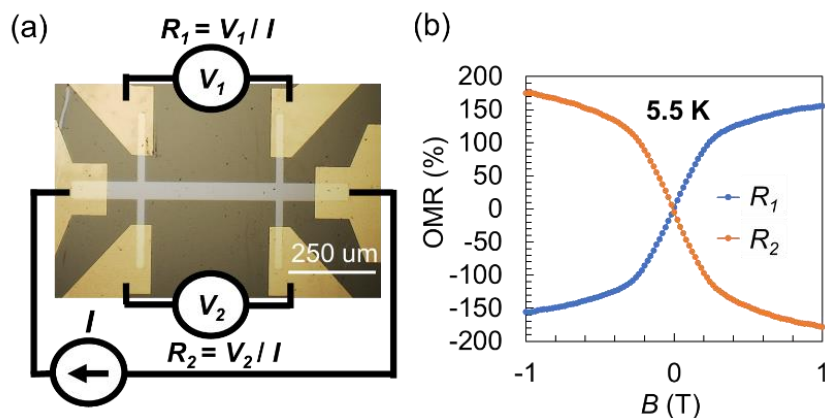 (a)
R1 = V1 / I
V1
250 um
V2
I
R2 = V2 / I
(b)
OMR (%)
200
150
100
50
0
-50
-100
-150
-200
5.5 K
R1
R2
-1
0
1
B (T)